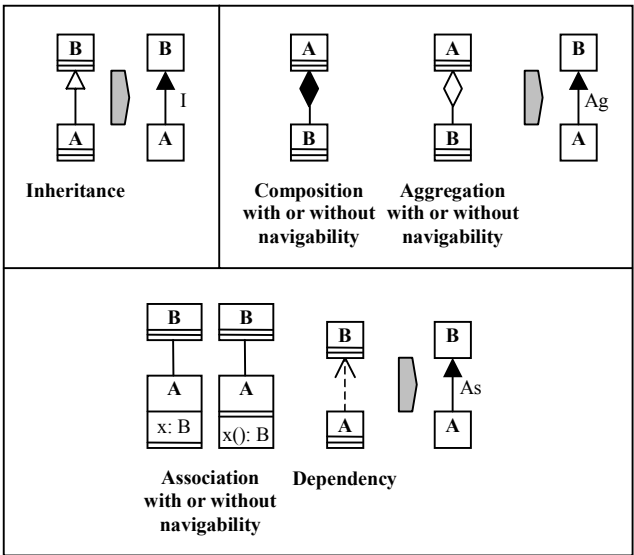 B
B
I
A
A
Inheritance
A
A
B
Ag
B
B
A
Composition
with or without
navigability
Aggregation
with or without
navigability
B
B
A
A
x: B
x(): B
Association
with or without
navigability
B
A
Dependency
B
As
A